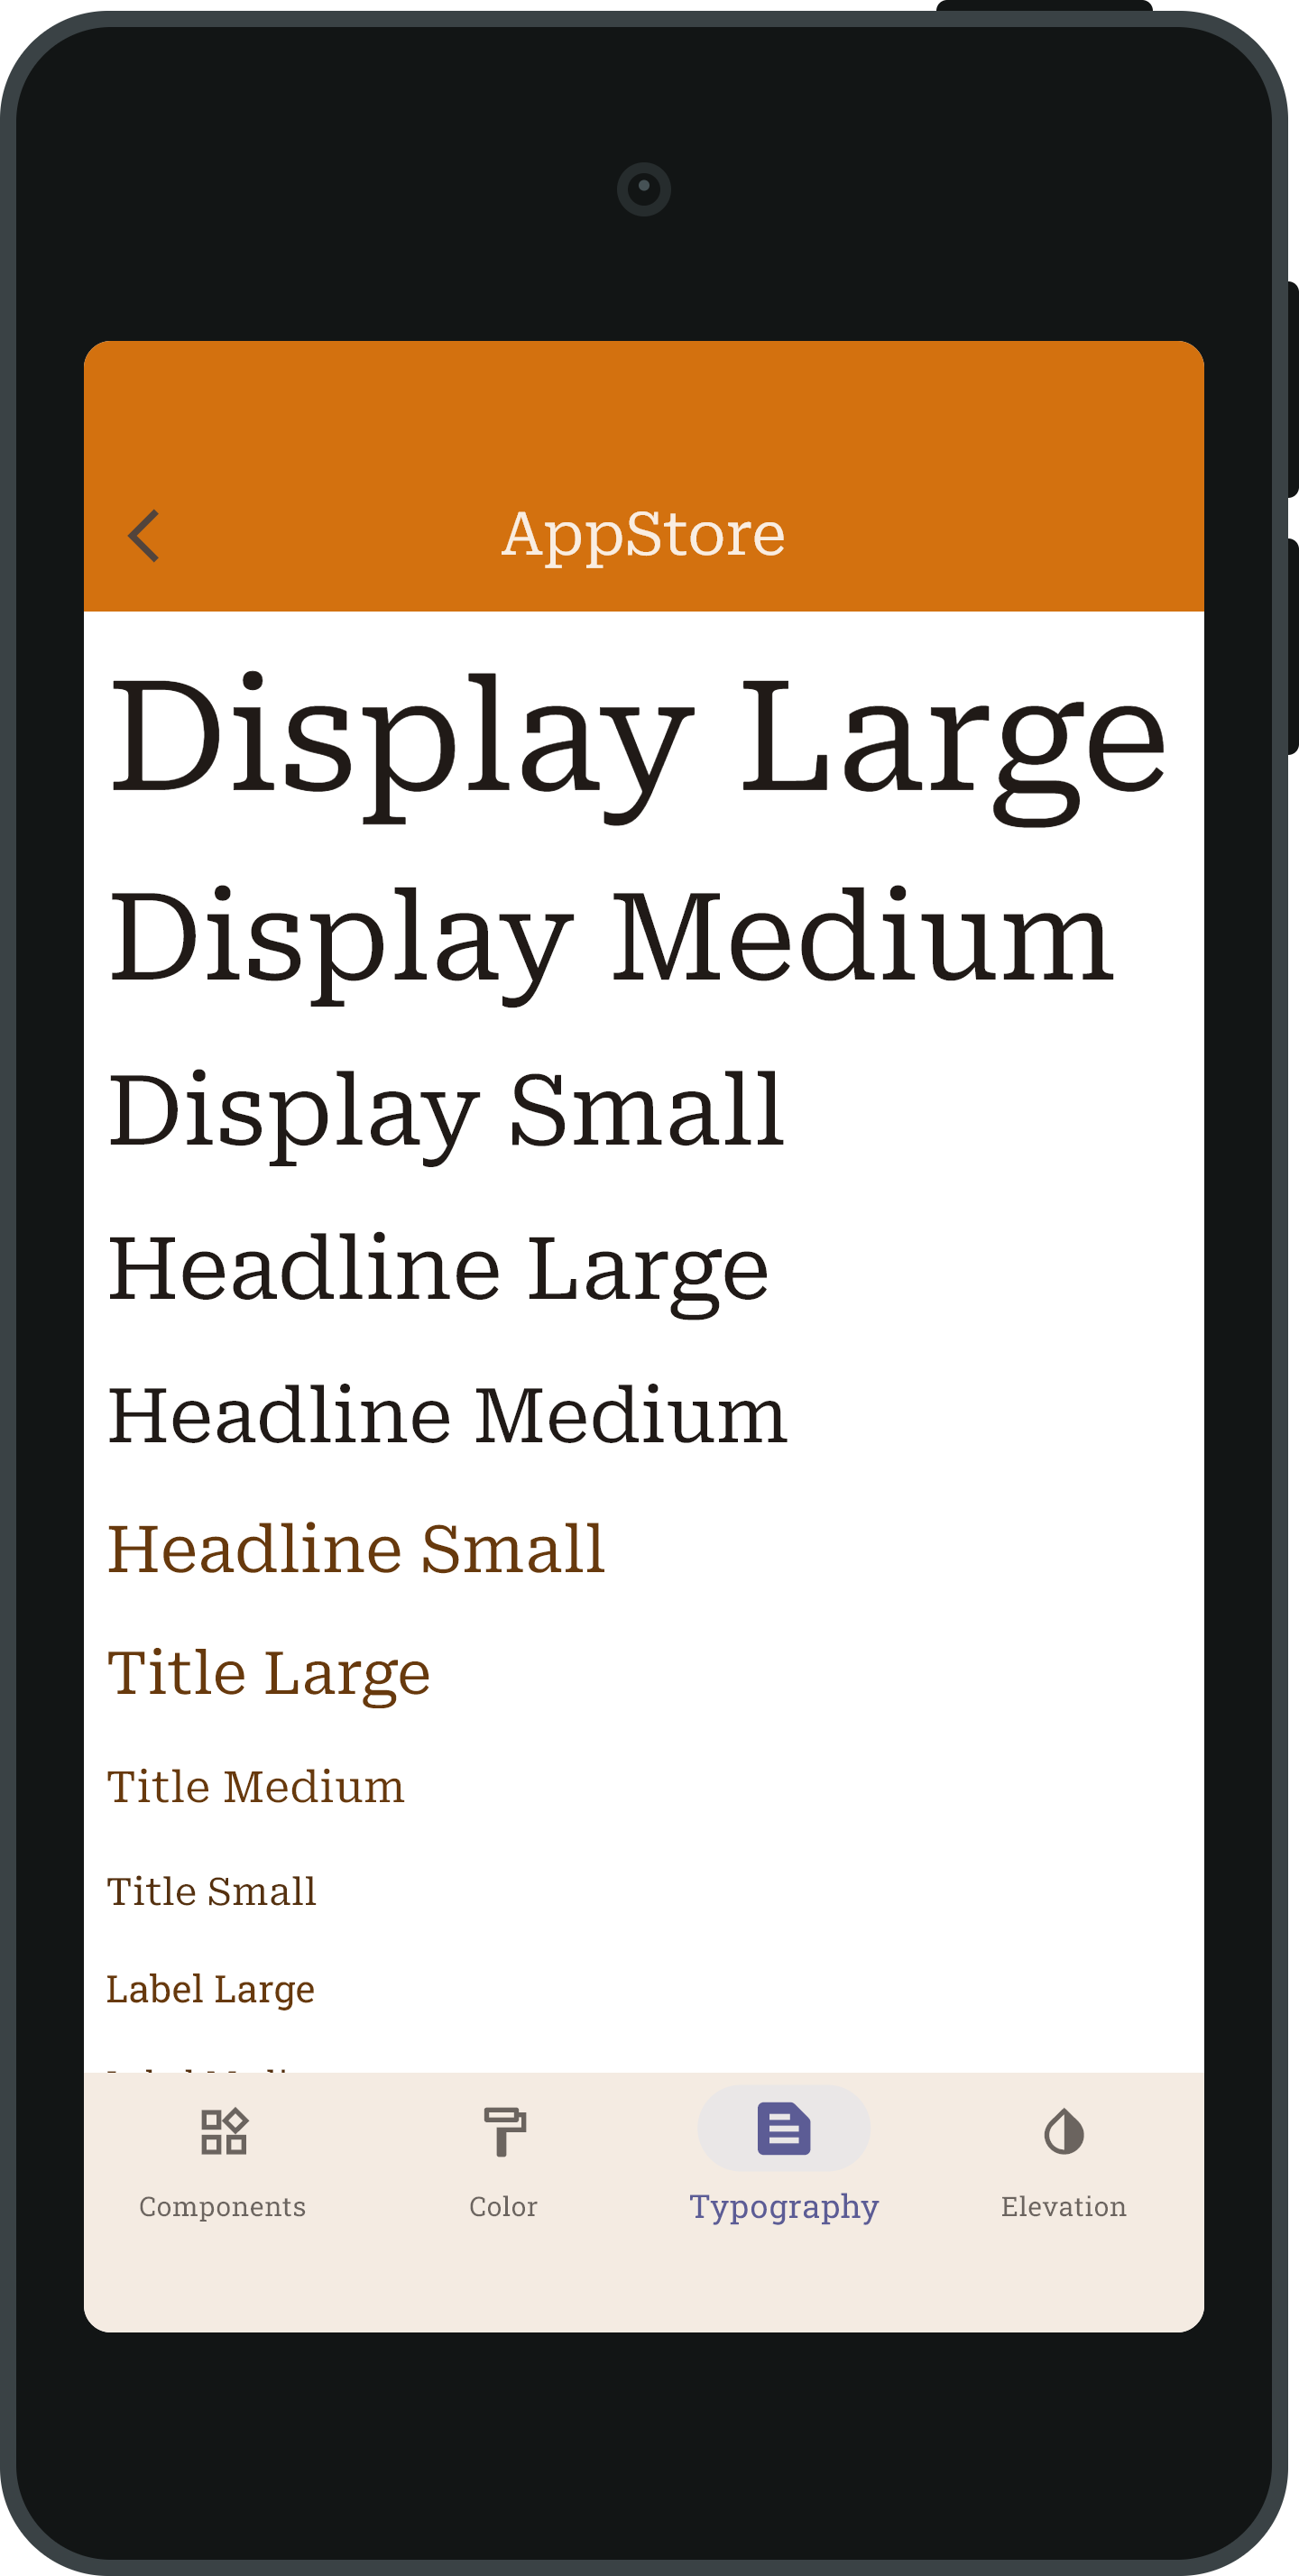 AppStore
Display Large
Display Medium
Display Small
Headline Large
Headline Medium
Headline Small
Title Large
Title Medium
Title Small
Label Large
Components
Color
Typography
Elevation